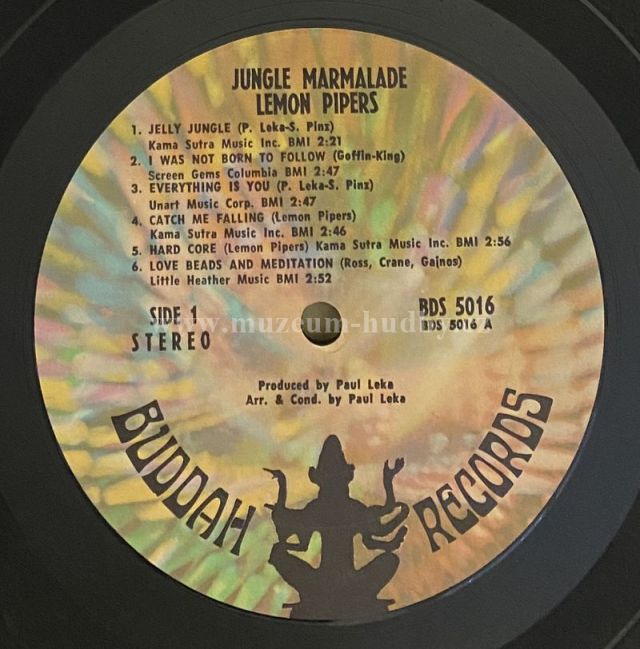 JUNGLE MARMALADE
LEMON PIPERS
1. JELLY JUNGLE (P. Leka-S. Pinz)
Kama Sutra Music Inc. BMI 2:21
2. I WAS NOT BORN TO FOLLOW (Goffin-King)
Screen Gems Columbia BMI 2:47
3. EVERYTHING IS YOU (P. Leka-S. Pinz)
Unart Music Corp. BMI 2:47
4. CATCH ME FALLING (Lemon Pipers)
Kama Sutra Music Inc. BMI 2:46
5. HARD CORE (Lemon Pipers) Kama Sutra Music Inc. BMI 2:56
6. LOVE BEADS AND MEDITATION (Ross, Crane, Gajnos)
Little Heather Music BMI 2:52
SIDE 1
STEREO
BDS 5016
BDS 5016 A
Produced by Paul Leka
Arr. & Cond. by Paul Leka
BUDDAH RECORDS